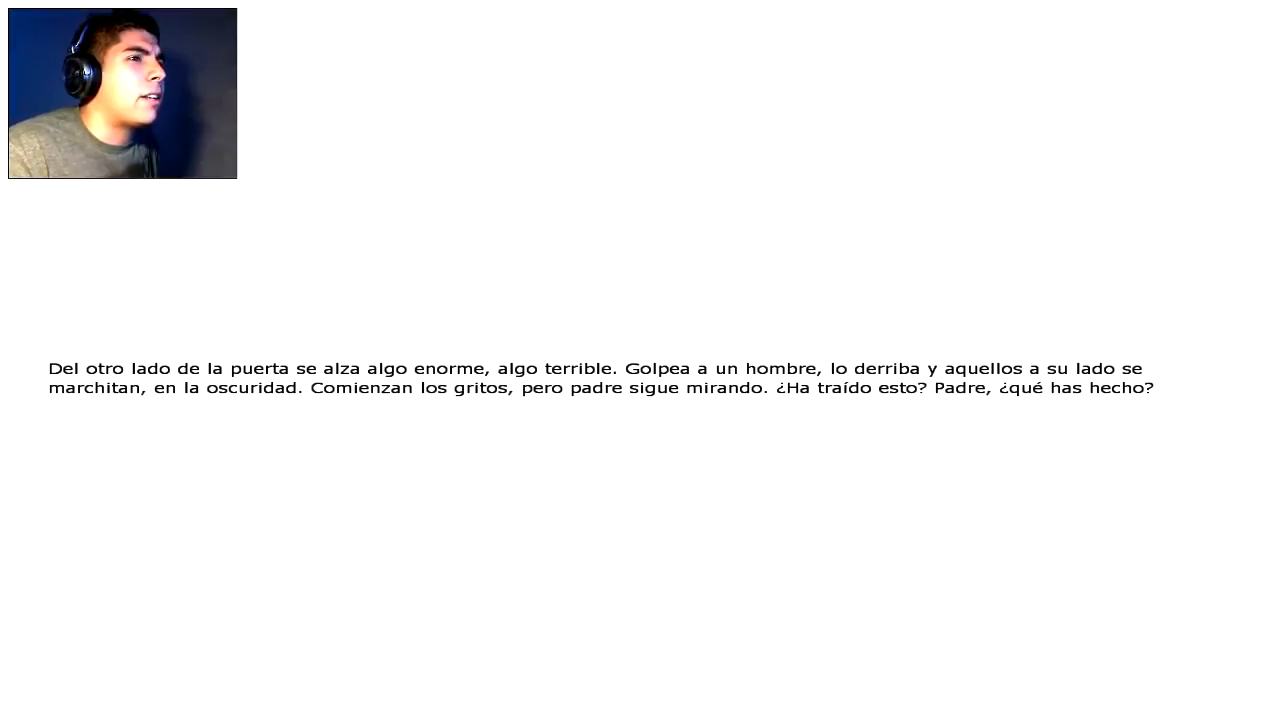 Del otro lado de la puerta se alza algo enorme, algo terrible. Golpea a un hombre, lo derriba y aquellos a su lado se
marchitan, en la oscuridad. Comienzan los gritos, pero padre sigue mirando. ¿Ha traído esto? Padre, ¿qué has hecho?